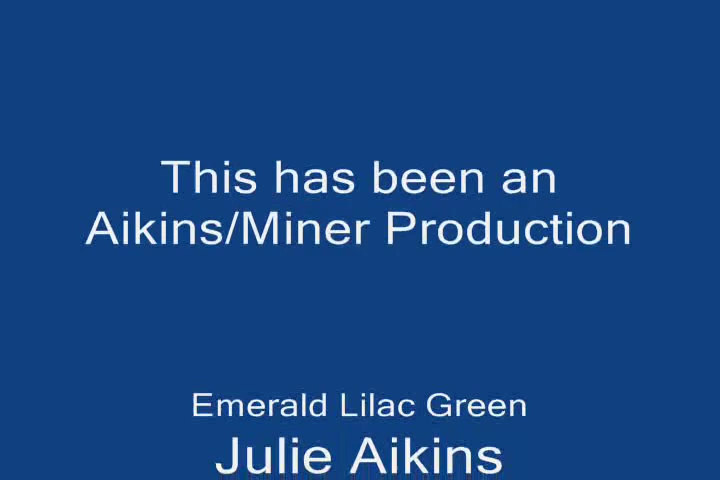 This has been an
Aikins/Miner Production
Emerald Lilac Green
Julie Aikins